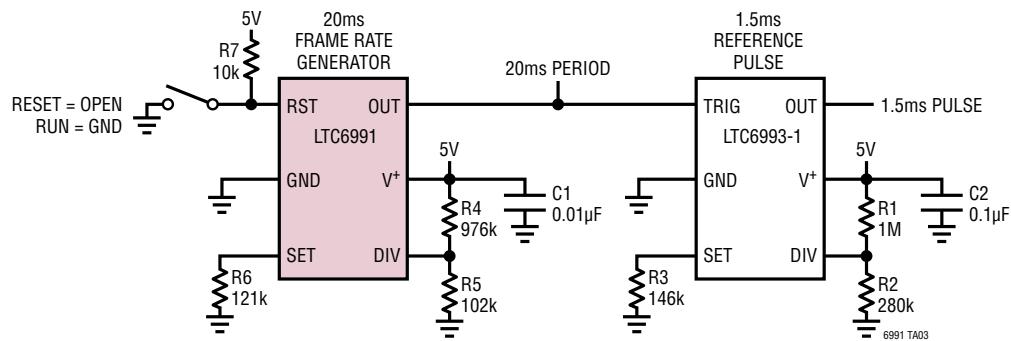 20ms
FRAME RATE
GENERATOR
1.5ms
REFERENCE
PULSE
5V
R7
10k
20ms PERIOD
RESET = OPEN
RUN = GND
RST
OUT
LTC6991
GND
V+
SET
DIV
5V
R4
976k
C1
0.01µF
R6
121k
R5
102k
TRIG
OUT
1.5ms PULSE
LTC6993-1
GND
V+
SET
DIV
5V
R1
1M
C2
0.1µF
R3
146k
R2
280k
6991 TA03